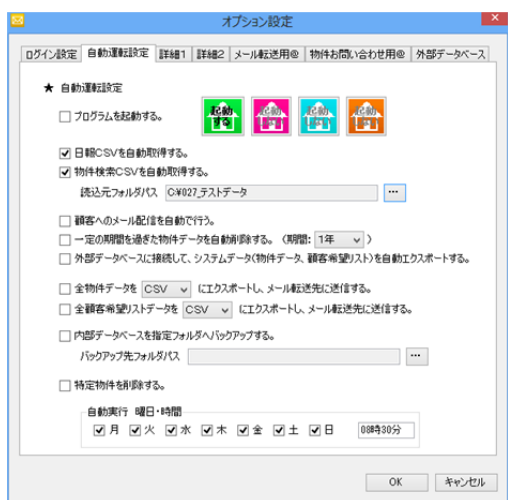 オプション設定
ログイン設定 自動運転設定 詳細1 詳細2 メール転送用@ 物件お問い合わせ用@ 外部データベース
★ 自動運転設定
プログラムを起動する。 起動する 起動 起動 起動
日報CSVを自動取得する。
物件検索CSVを自動取得する。
読込元フォルダパス C:¥027_テストデータ ...
顧客へのメール配信を自動で行う。
一定の期間を過ぎた物件データを自動削除する。(期間: 1年 )
外部データベースに接続して、システムデータ(物件データ、顧客希望リスト)を自動エクスポートする。
全物件データを CSV にエクスポートし、メール転送先に送信する。
全顧客希望リストデータを CSV にエクスポートし、メール転送先に送信する。
内部データベースを指定フォルダへバックアップする。
バックアップ先フォルダパス ...
特定物件を削除する。
自動実行 曜日・時間
月 火 水 木 金 土 日 08時30分
OK キャンセル